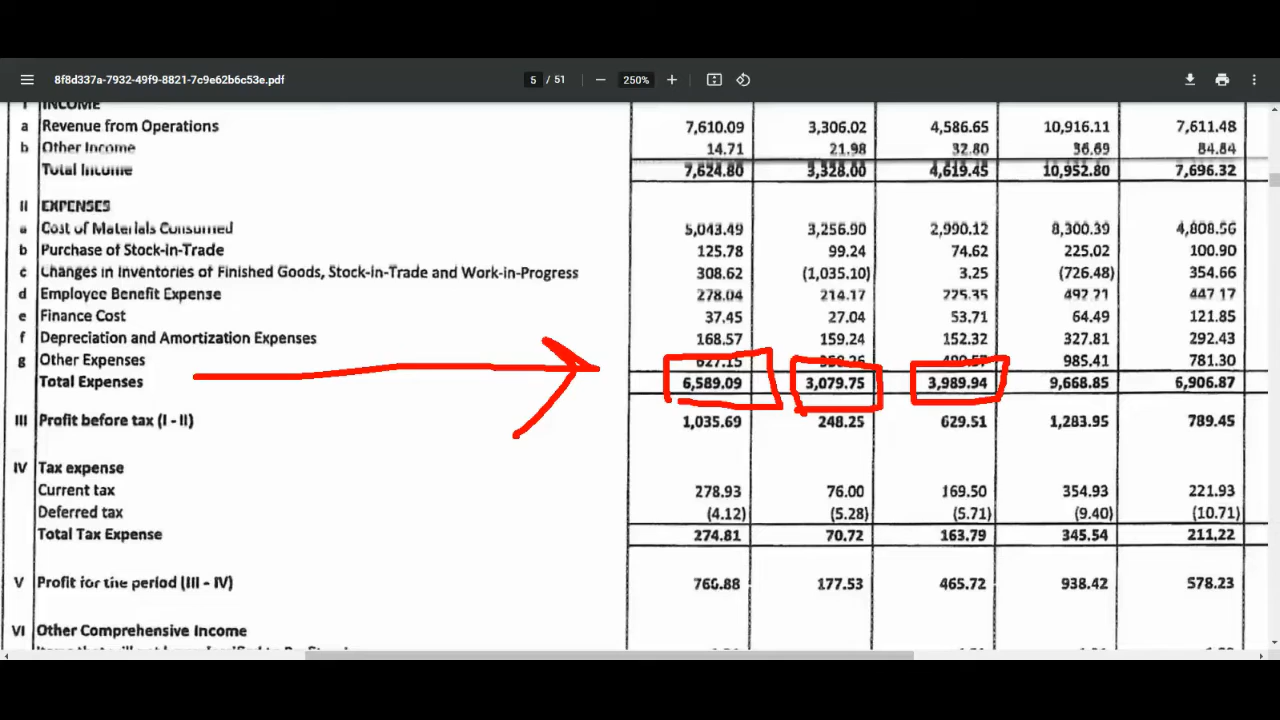 8f8d337a-7932-49f9-8821-7c9e62b6c53e.pdf 5 / 51 250%
I INCOME
a Revenue from Operations 7,610.09 3,306.02 4,586.65 10,916.11 7,611.48
b Other Income 14.71 21.98 32.80 36.69 84.84
Total Income 7,624.80 3,328.00 4,619.45 10,952.80 7,696.32
II EXPENSES
a Cost of Materials Consumed 5,043.49 3,256.90 2,990.12 8,300.39 4,808.56
b Purchase of Stock-in-Trade 125.78 99.24 74.62 225.02 100.90
c Changes in Inventories of Finished Goods, Stock-in-Trade and Work-in-Progress 308.62 (1,035.10) 3.25 (726.48) 354.66
d Employee Benefit Expense 278.04 214.17 225.35 492.21 447.17
e Finance Cost 37.45 27.04 53.71 64.49 121.85
f Depreciation and Amortization Expenses 168.57 159.24 152.32 327.81 292.43
g Other Expenses 627.15 985.41 781.30
Total Expenses 6,589.09 3,079.75 3,989.94 9,668.85 6,906.87
III Profit before tax (I - II) 1,035.69 248.25 629.51 1,283.95 789.45
IV Tax expense
Current tax 278.93 76.00 169.50 354.93 221.93
Deferred tax (4.12) (5.28) (5.71) (9.40) (10.71)
Total Tax Expense 274.81 70.72 163.79 345.54 211.22
V Profit for the period (III - IV) 760.88 177.53 465.72 938.42 578.23
VI Other Comprehensive Income